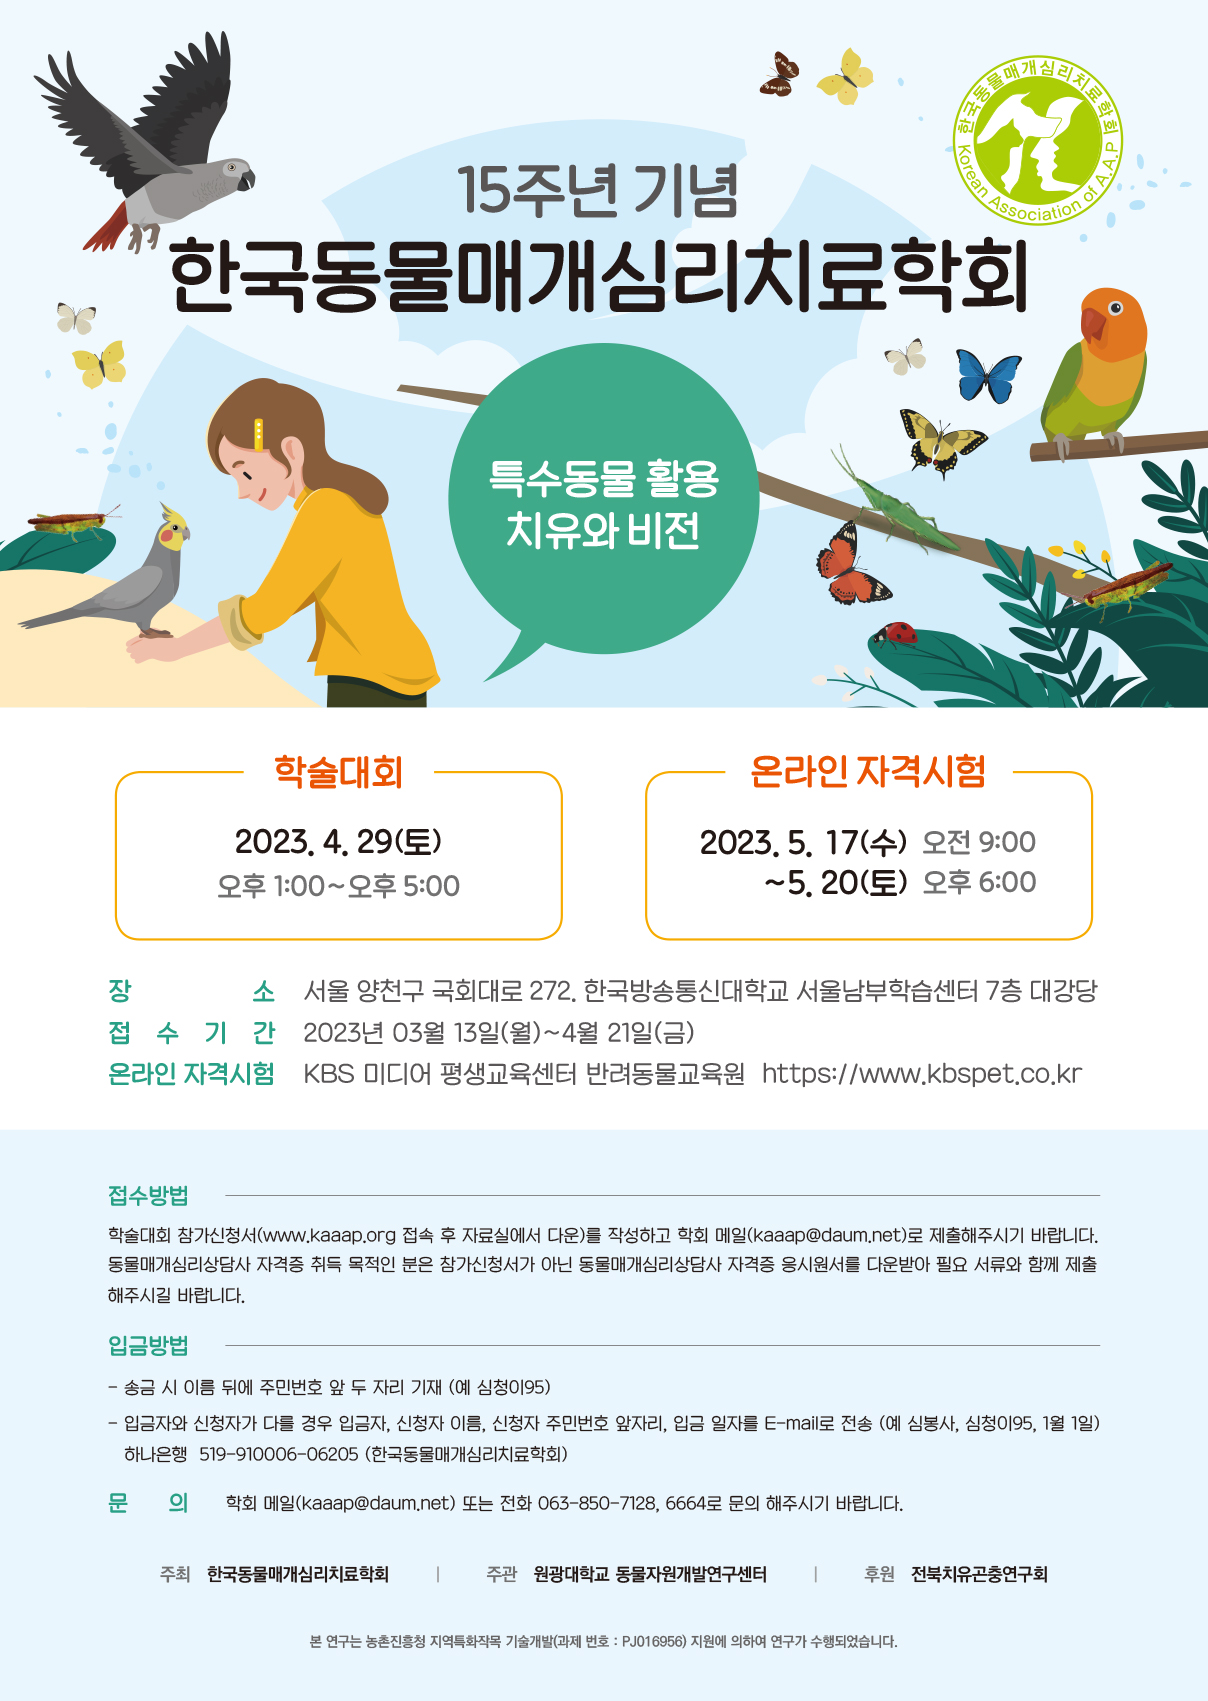 한국동물매개심리치료학회
Korean Association of A.A.P
15주년 기념
한국동물매개심리치료학회
특수동물 활용
치유와 비전
학술대회
2023. 4. 29(토)
오후 1:00~오후 5:00
온라인 자격시험
2023. 5. 17(수) 오전 9:00
~5. 20(토) 오후 6:00
장 소 서울 양천구 국회대로 272. 한국방송통신대학교 서울남부학습센터 7층 대강당
접 수 기 간 2023년 03월 13일(월)~4월 21일(금)
온라인 자격시험 KBS 미디어 평생교육센터 반려동물교육원 https://www.kbspet.co.kr
접수방법
학술대회 참가신청서(www.kaaap.org 접속 후 자료실에서 다운)를 작성하고 학회 메일(kaaap@daum.net)로 제출해주시기 바랍니다.
동물매개심리상담사 자격증 취득 목적인 분은 참가신청서가 아닌 동물매개심리상담사 자격증 응시원서를 다운받아 필요 서류와 함께 제출
해주시길 바랍니다.
입금방법
- 송금 시 이름 뒤에 주민번호 앞 두 자리 기재 (예 심청이95)
- 입금자와 신청자가 다를 경우 입금자, 신청자 이름, 신청자 주민번호 앞자리, 입금 일자를 E-mail로 전송 (예 심봉사, 심청이95, 1월 1일)
하나은행 519-910006-06205 (한국동물매개심리치료학회)
문 의 학회 메일(kaaap@daum.net) 또는 전화 063-850-7128, 6664로 문의 해주시기 바랍니다.
주최 한국동물매개심리치료학회 | 주관 원광대학교 동물자원개발연구센터 | 후원 전북치유곤충연구회
본 연구는 농촌진흥청 지역특화작목 기술개발(과제 번호 : PJ016956) 지원에 의하여 연구가 수행되었습니다.